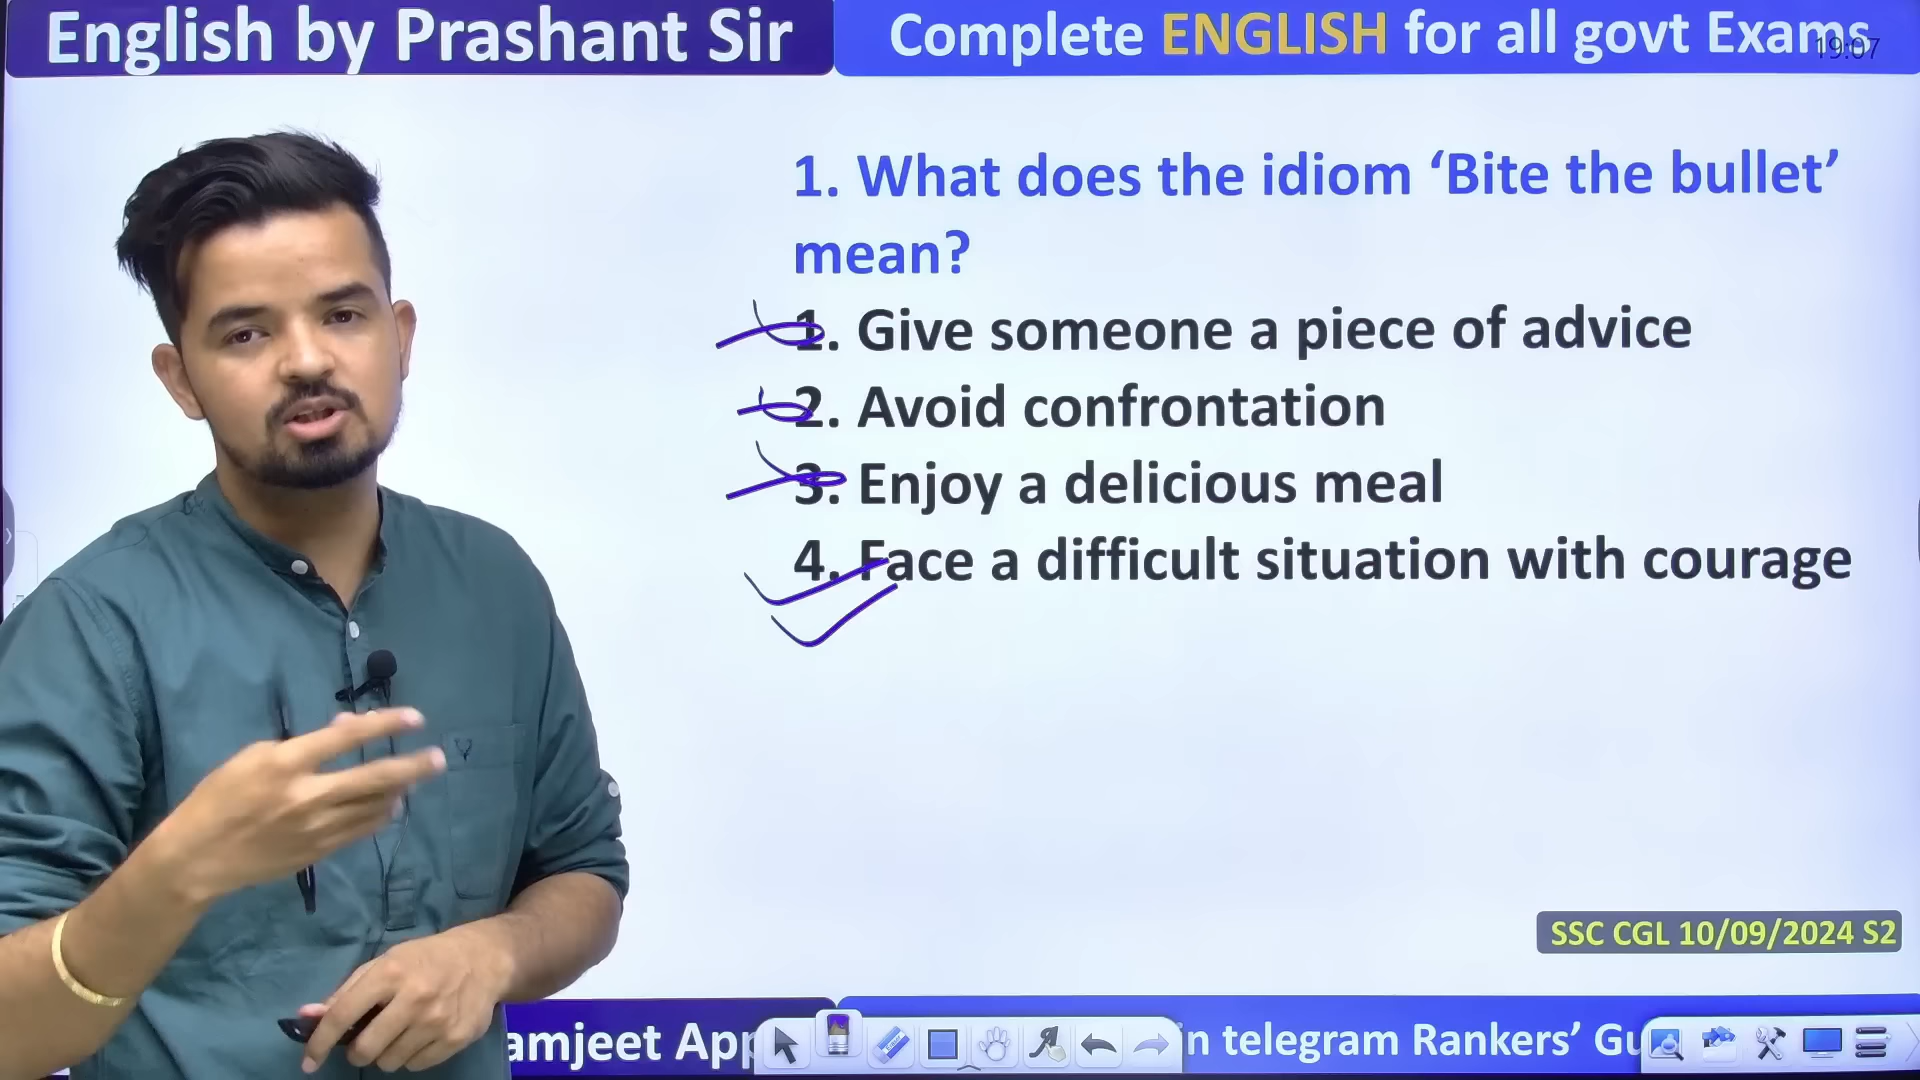 English by Prashant Sir
Complete ENGLISH for all govt Exams
19:07
1. What does the idiom ‘Bite the bullet’
mean?
1. Give someone a piece of advice
2. Avoid confrontation
3. Enjoy a delicious meal
4. Face a difficult situation with courage
SSC CGL 10/09/2024 S2
amjeet App
in telegram Rankers’ Gu